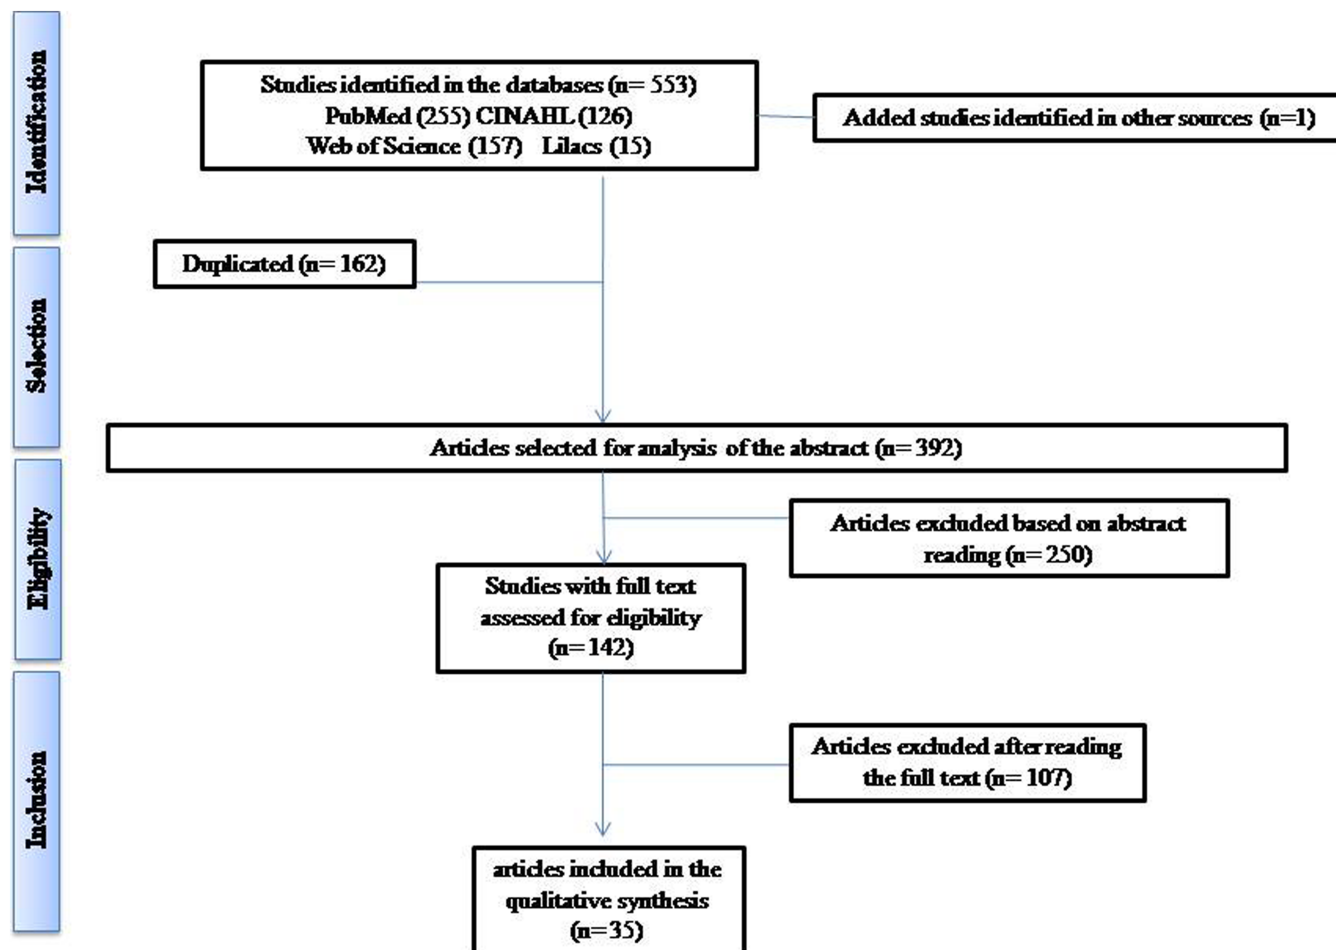 Identification
Studies identified in the databases (n= 553)
PubMed (255) CINAHL (126)
Web of Science (157) Lilacs (15)
Added studies identified in other sources (n=1)
Selection
Duplicated (n= 162)
Articles selected for analysis of the abstract (n= 392)
Eligibility
Articles excluded based on abstract
reading (n= 250)
Studies with full text
assessed for eligibility
(n= 142)
Inclusion
Articles excluded after reading
the full text (n= 107)
articles included in the
qualitative synthesis
(n= 35)